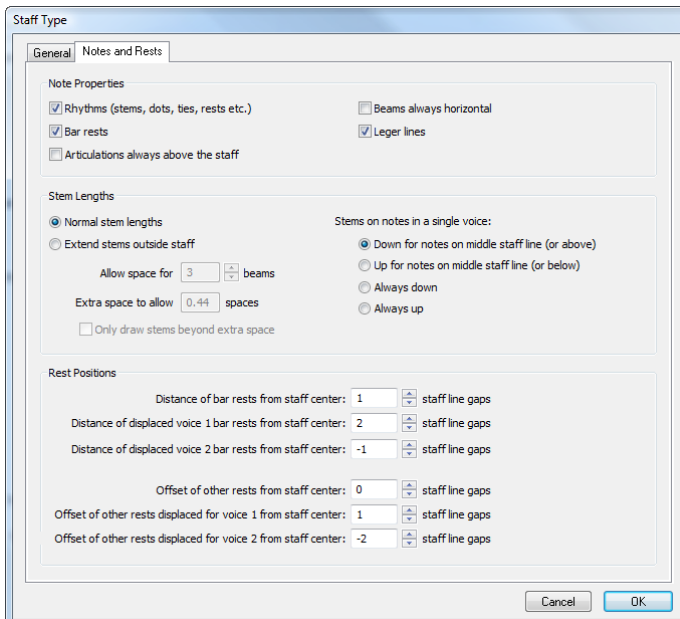 Staff Type
General Notes and Rests
Note Properties
Rhythms (stems, dots, ties, rests etc.) Beams always horizontal
Bar rests Leger lines
Articulations always above the staff
Stem Lengths
Normal stem lengths Stems on notes in a single voice:
Extend stems outside staff Down for notes on middle staff line (or above)
Allow space for 3 beams Up for notes on middle staff line (or below)
Extra space to allow 0.44 spaces Always down
Only draw stems beyond extra space Always up
Rest Positions
Distance of bar rests from staff center: 1 staff line gaps
Distance of displaced voice 1 bar rests from staff center: 2 staff line gaps
Distance of displaced voice 2 bar rests from staff center: -1 staff line gaps
Offset of other rests from staff center: 0 staff line gaps
Offset of other rests displaced for voice 1 from staff center: 1 staff line gaps
Offset of other rests displaced for voice 2 from staff center: -2 staff line gaps
Cancel OK